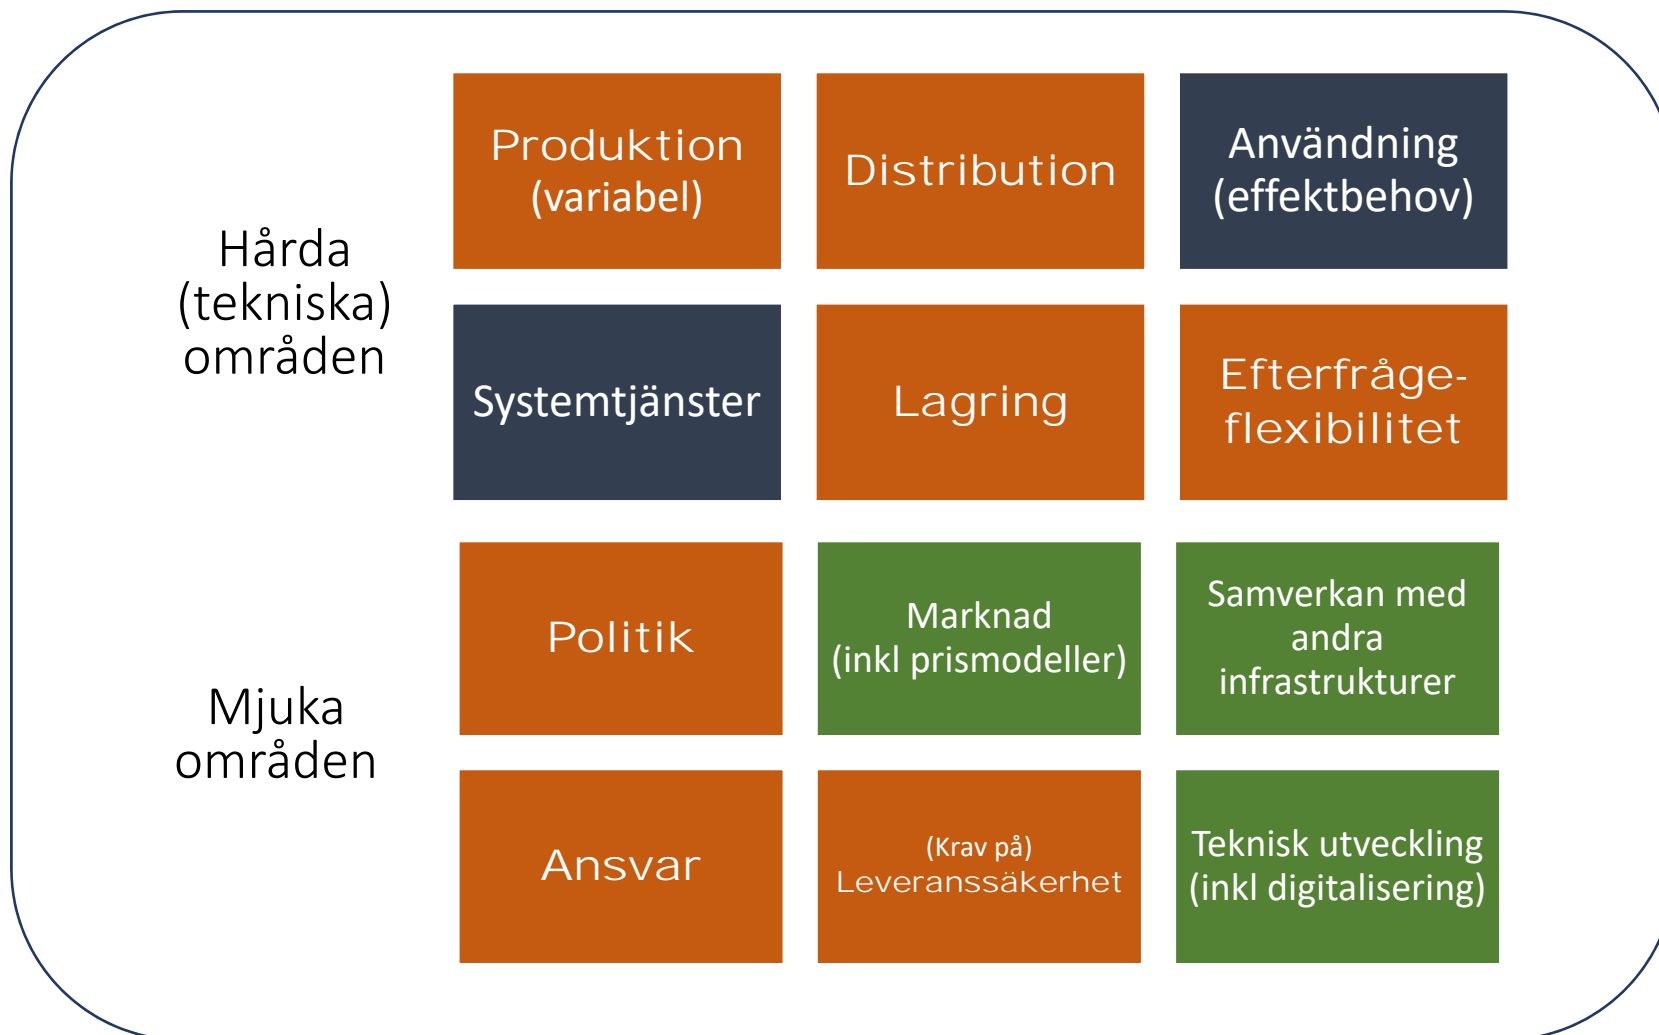 Hårda
(tekniska)
områden
Produktion
(variabel)
Distribution
Användning
(effektbehov)
Systemtjänster
Lagring
Efterfråge-
flexibilitet
Mjuka
områden
Politik
Marknad
(inkl prismodeller)
Samverkan med
andra
infrastrukturer
Ansvar
(Krav på)
Leveranssäkerhet
Teknisk utveckling
(inkl digitalisering)